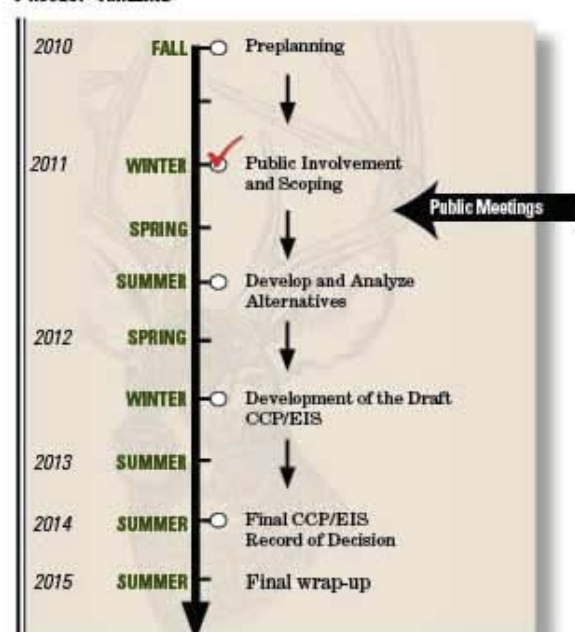 2010 FALL Preplanning
2011 WINTER Public Involvement
and Scoping
Public Meetings
SPRING
SUMMER Develop and Analyze
Alternatives
2012 SPRING
WINTER Development of the Draft
CCP/EIS
2013 SUMMER
2014 SUMMER Final CCP/EIS
Record of Decision
2015 SUMMER Final wrap-up